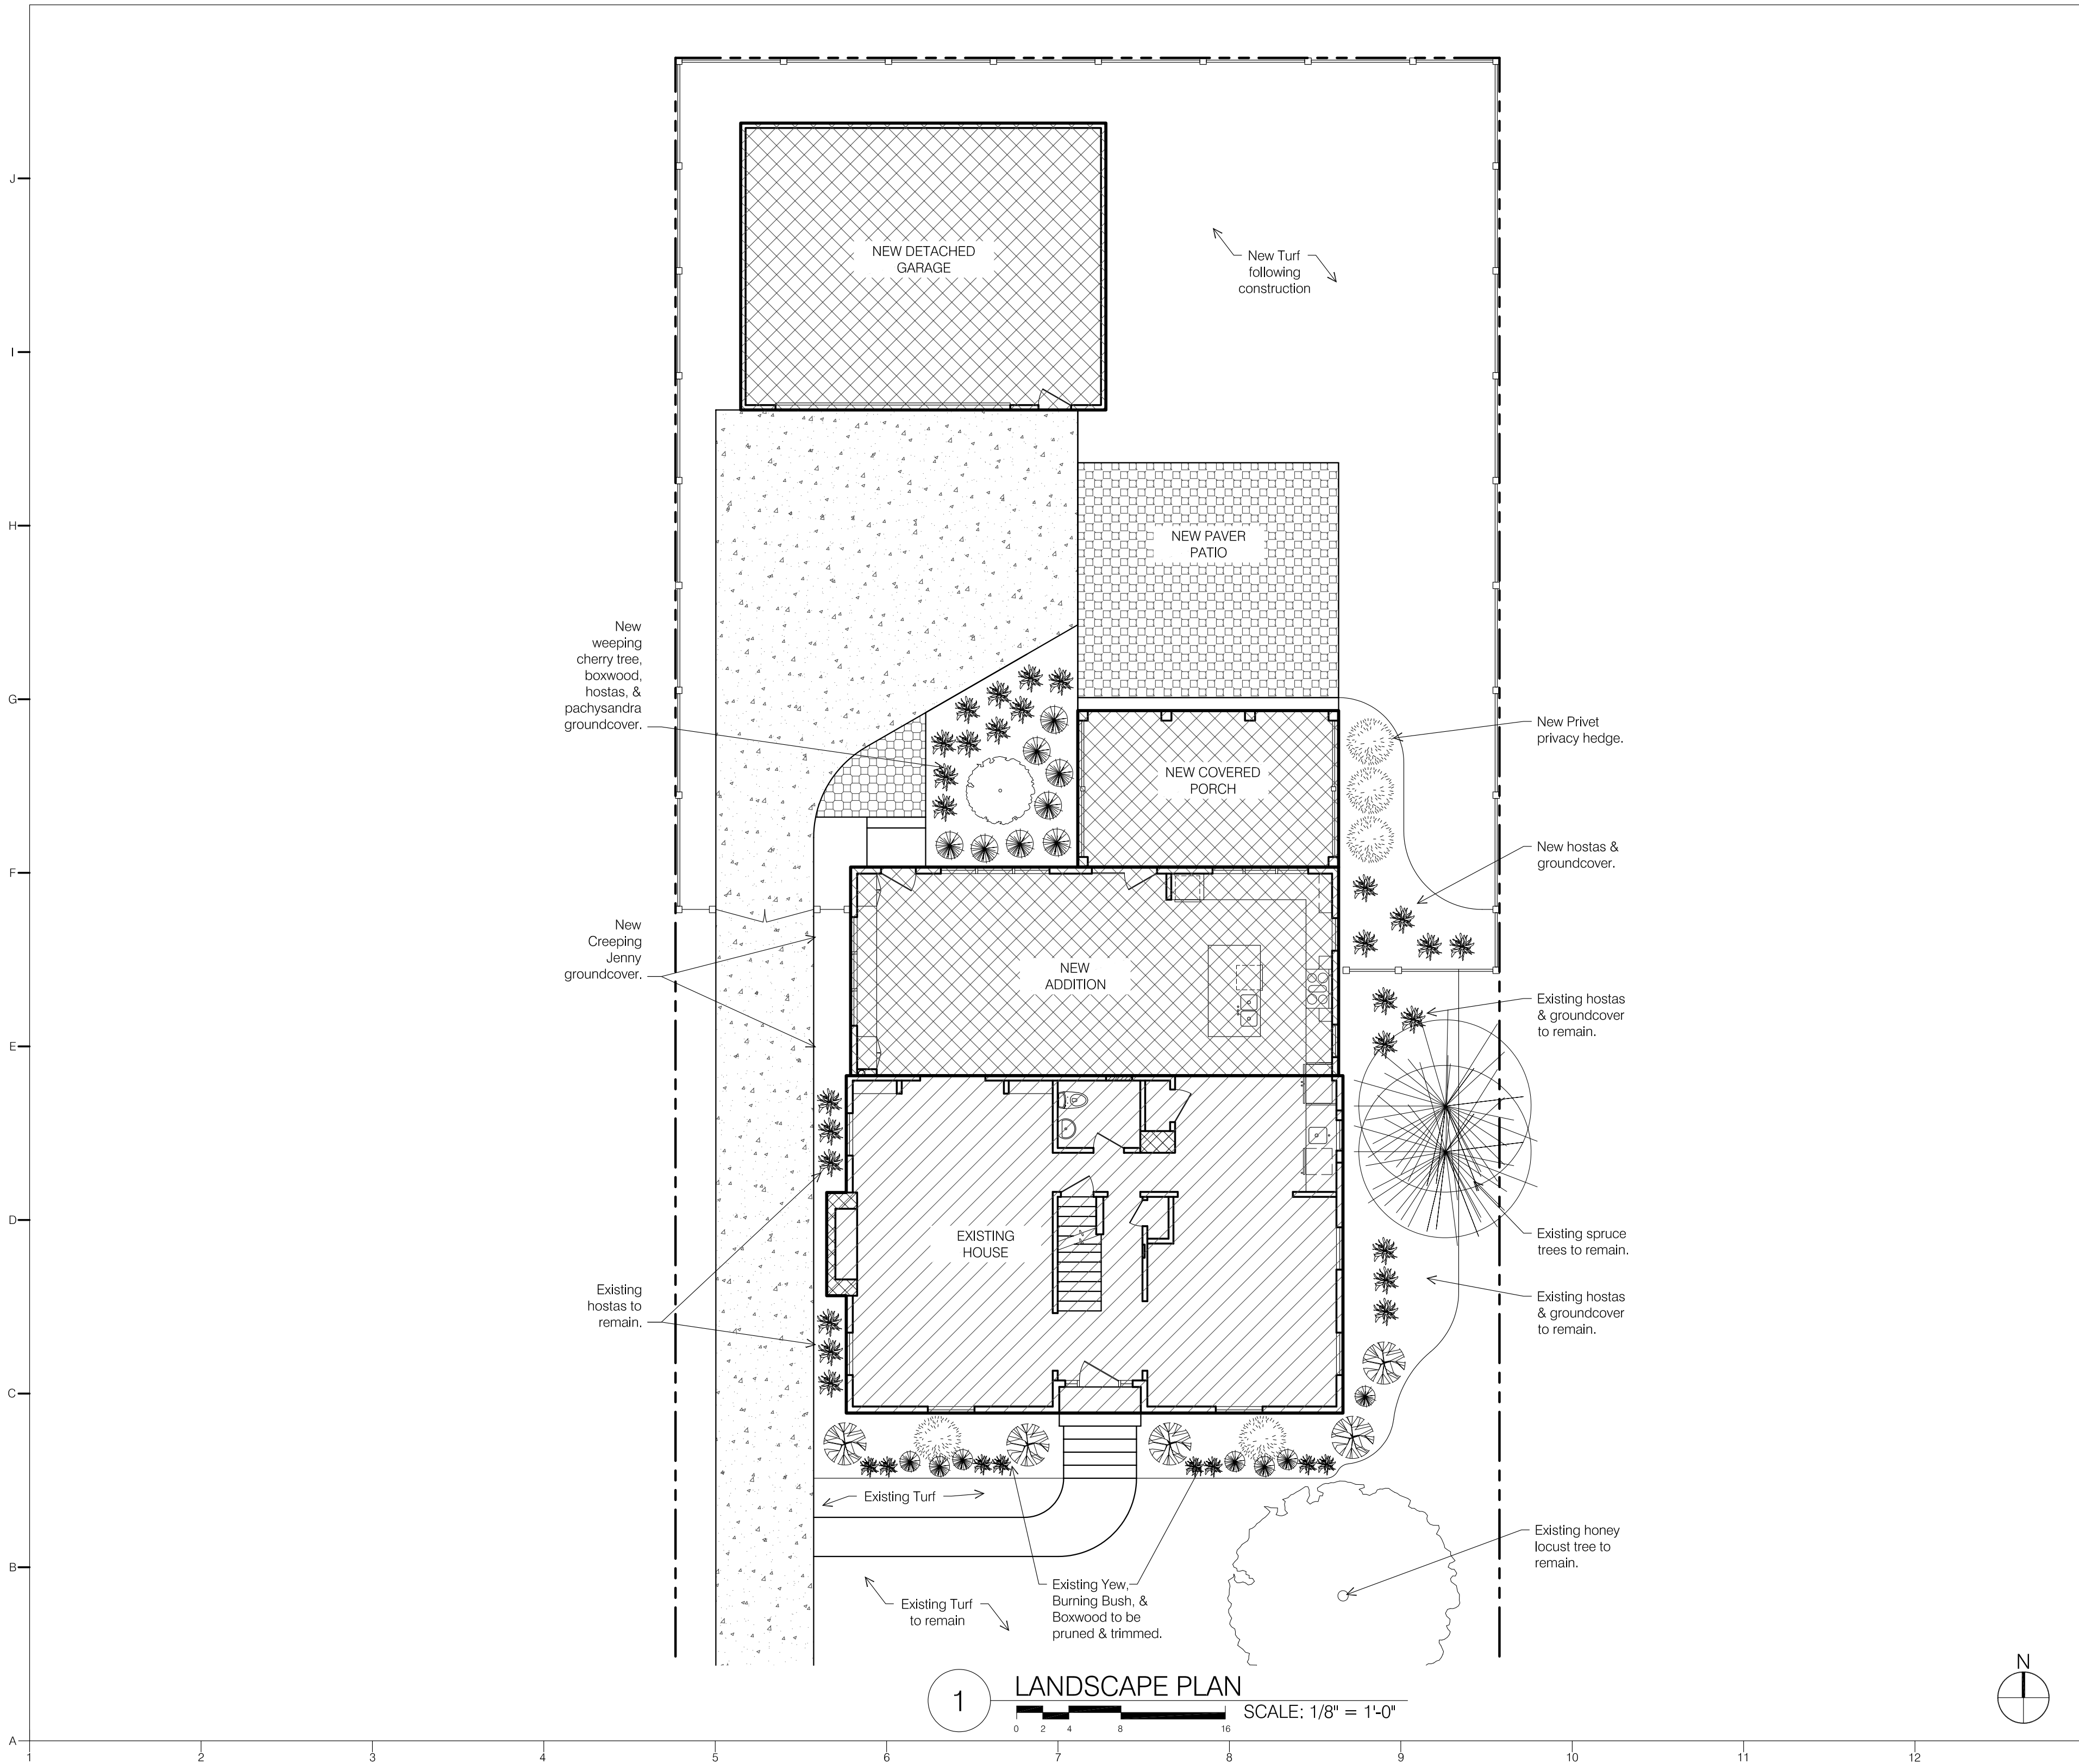 J
I
H
G
F
E
D
C
B
A
NEW DETACHED
GARAGE
New Turf
following
construction
NEW PAVER
PATIO
New
weeping
cherry tree,
boxwood,
hostas, &
pachysandra
groundcover.
New Privet
privacy hedge.
NEW COVERED
PORCH
New hostas &
groundcover.
New
Creeping
Jenny
groundcover.
NEW
ADDITION
Existing hostas
& groundcover
to remain.
EXISTING
HOUSE
Existing spruce
trees to remain.
Existing
hostas to
remain.
Existing hostas
& groundcover
to remain.
Existing Turf
Existing honey
locust tree to
remain.
Existing Turf
to remain
Existing Yew,
Burning Bush, &
Boxwood to be
pruned & trimmed.
1
LANDSCAPE PLAN
SCALE: 1/8" = 1'-0"
0 2 4 8 16
N
1 2 3 4 5 6 7 8 9 10 11 12